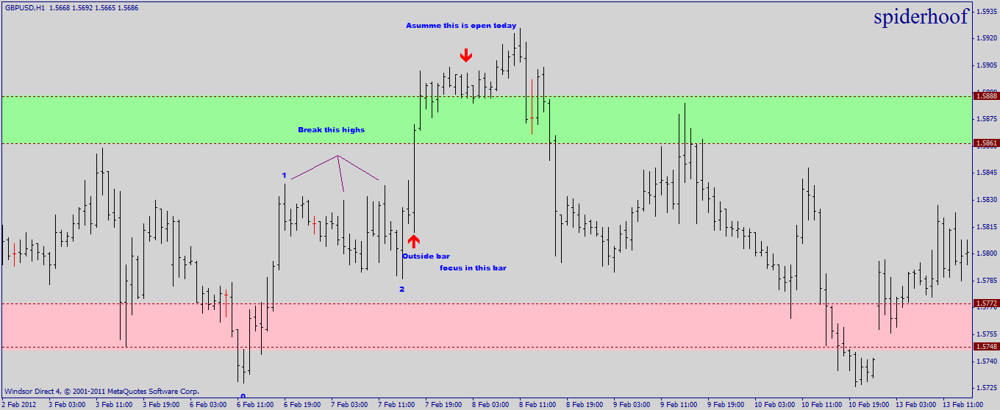 GBPUSD,H1 1.5668 1.5692 1.5665 1.5686
spiderhoof
1.5935
Asumme this is open today
1.5920
1.5905
1.5888
1.5875
Break this highs
1.5861
1
1.5845
1.5830
1.5815
Outside bar
1.5800
focus in this bar
1.5785
2
1.5772
1.5755
1.5748
1.5740
Windsor Direct 4, © 2001-2011 MetaQuotes Software Corp.
1.5725
0
2 Feb 2012 3 Feb 03:00 3 Feb 11:00 3 Feb 19:00 6 Feb 03:00 6 Feb 11:00 6 Feb 19:00 7 Feb 03:00 7 Feb 11:00 7 Feb 19:00 8 Feb 03:00 8 Feb 11:00 8 Feb 19:00 9 Feb 03:00 9 Feb 11:00 9 Feb 19:00 10 Feb 03:00 10 Feb 11:00 10 Feb 19:00 13 Feb 03:00 13 Feb 11:00